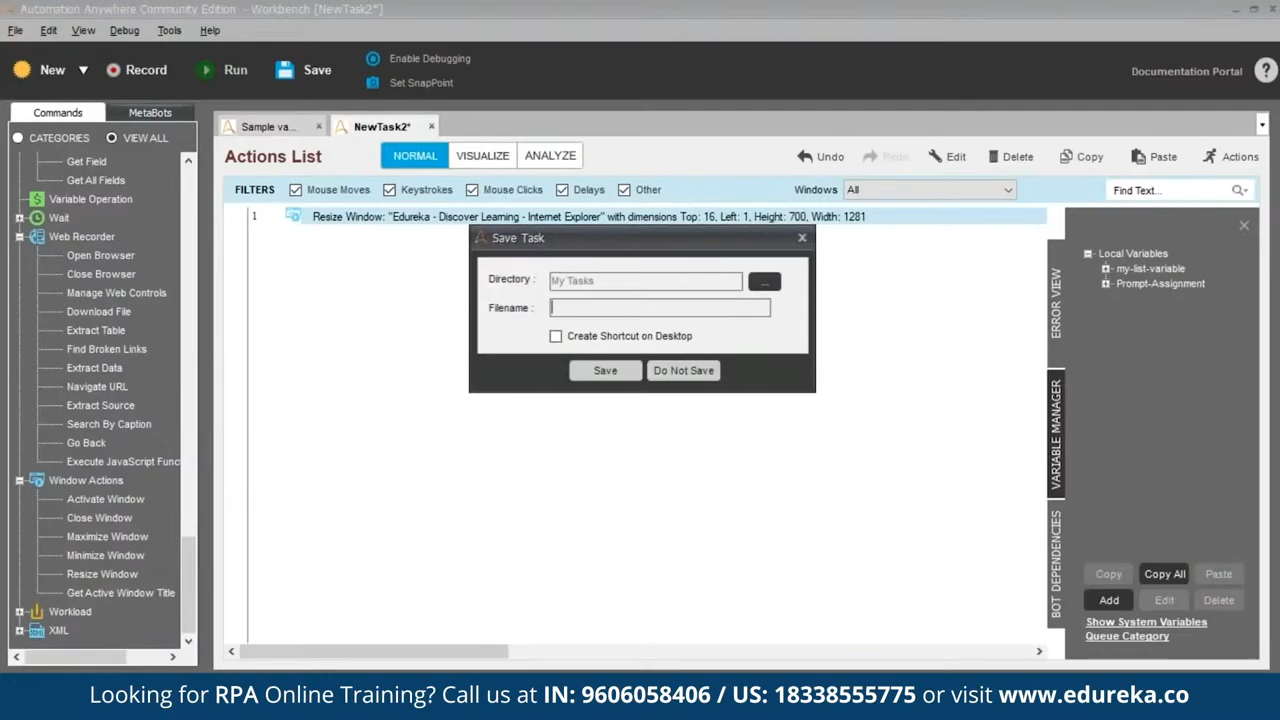 Automation Anywhere Community Edition - Workbench [NewTask2*]
File Edit View Debug Tools Help
New Record Run Save Enable Debugging
Set SnapPoint
Documentation Portal ?
Commands MetaBots
CATEGORIES VIEW ALL
Get Field
Get All Fields
Variable Operation
Wait
Web Recorder
Open Browser
Close Browser
Manage Web Controls
Download File
Extract Table
Find Broken Links
Extract Data
Navigate URL
Extract Source
Search By Caption
Go Back
Execute JavaScript Func
Window Actions
Activate Window
Close Window
Maximize Window
Minimize Window
Resize Window
Get Active Window Title
Workload
XML
Sample va... × NewTask2* ×
Actions List NORMAL VISUALIZE ANALYZE Undo Redo Edit Delete Copy Paste Actions
FILTERS Mouse Moves Keystrokes Mouse Clicks Delays Other Windows All Find Text...
1 Resize Window: "Edureka - Discover Learning - Internet Explorer" with dimensions Top: 16, Left: 1, Height: 700, Width: 1281
Save Task
Directory : My Tasks ...
Filename :
Create Shortcut on Desktop
Save Do Not Save
ERROR VIEW
VARIABLE MANAGER
BOT DEPENDENCIES
Local Variables
my-list-variable
Prompt-Assignment
Copy Copy All Paste
Add Edit Delete
Show System Variables
Queue Category
Looking for RPA Online Training? Call us at IN: 9606058406 / US: 18338555775 or visit www.edureka.co